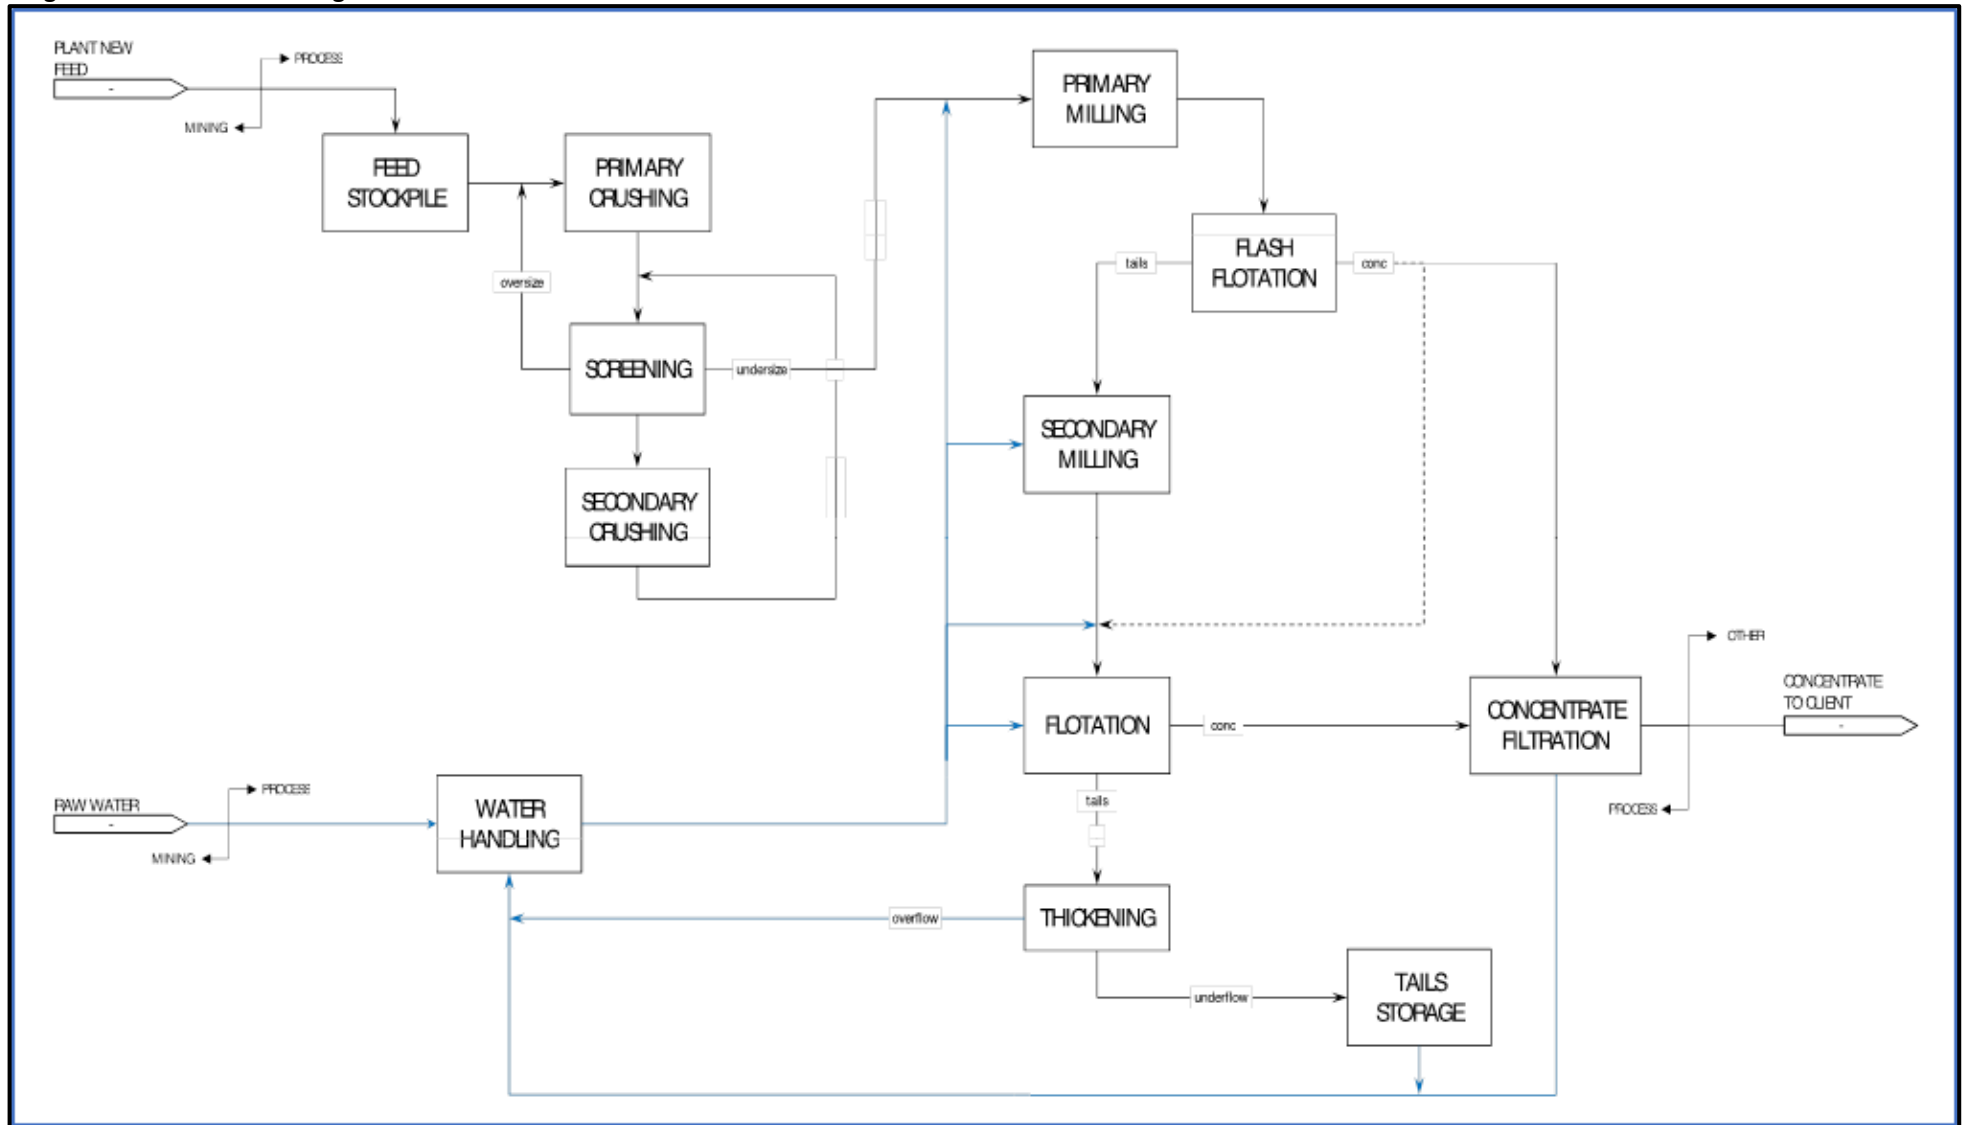 PLANT NEW
FEED
-
PROCESS
MINING
FEED
STOCKPILE
PRIMARY
CRUSHING
oversize
SCREENING
undersize
SECONDARY
CRUSHING
PRIMARY
MILLING
FLASH
FLOTATION
tails
conc
SECONDARY
MILLING
OTHER
CONCENTRATE
TO CLIENT
-
PROCESS
FLOTATION
conc
CONCENTRATE
FILTRATION
tails
RAW WATER
-
PROCESS
MINING
WATER
HANDLING
overflow
THICKENING
underflow
TAILS
STORAGE